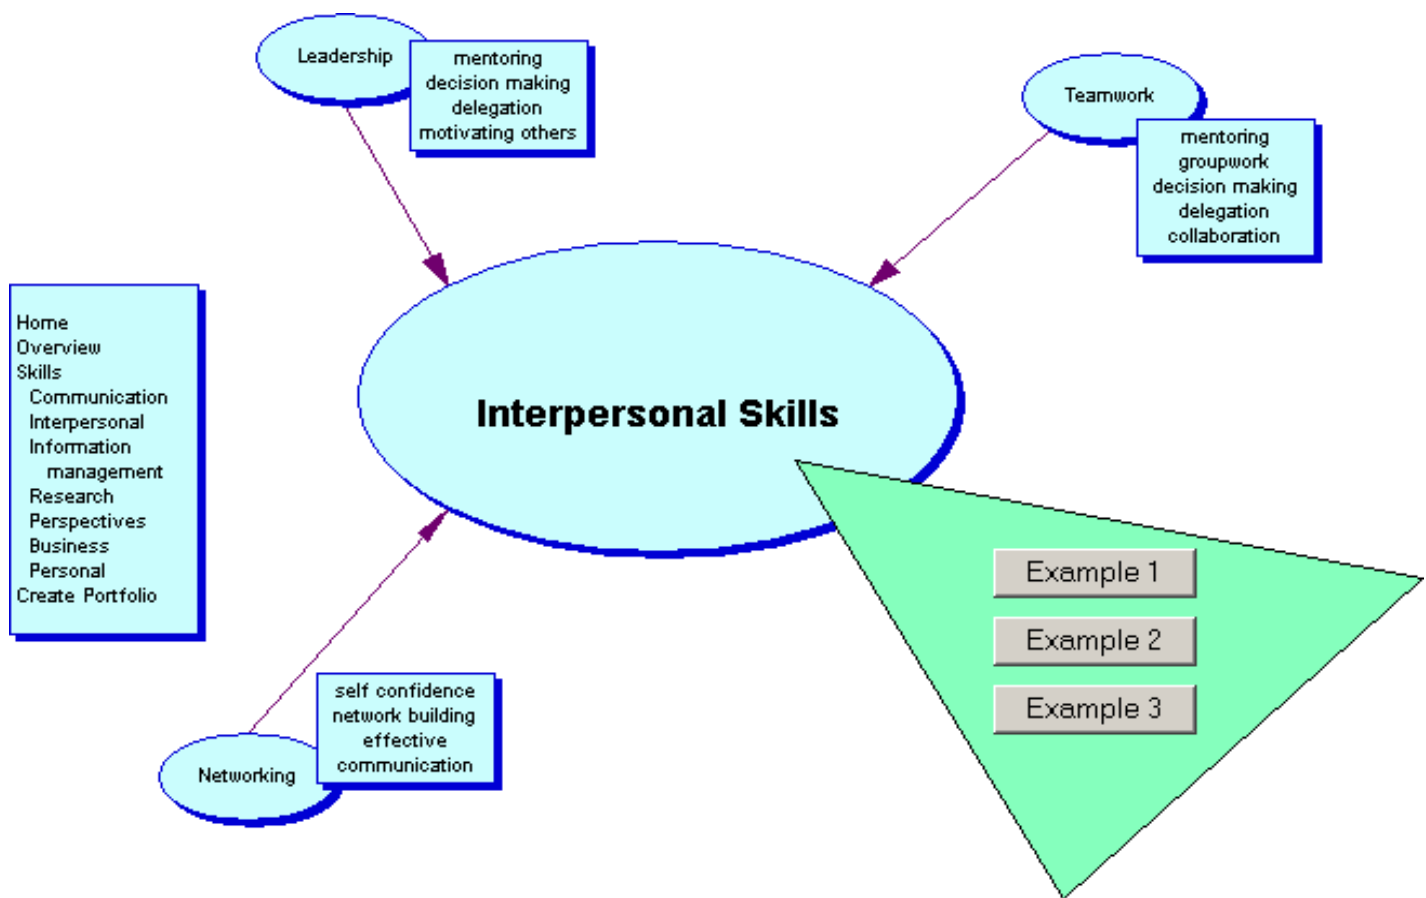 Leadership
mentoring
decision making
delegation
motivating others
Teamwork
mentoring
groupwork
decision making
delegation
collaboration
Home
Overview
Skills
Communication
Interpersonal
Information
management
Research
Perspectives
Business
Personal
Create Portfolio
Interpersonal Skills
Example 1
Example 2
Example 3
self confidence
network building
effective
communication
Networking